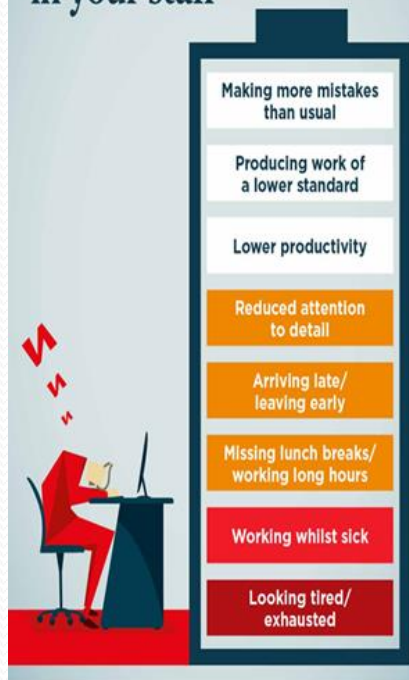 in your staff
Making more mistakes
than usual
Producing work of
a lower standard
Lower productivity
Reduced attention
to detail
Arriving late/
leaving early
Missing lunch breaks/
working long hours
Working whilst sick
Looking tired/
exhausted
z
z
z